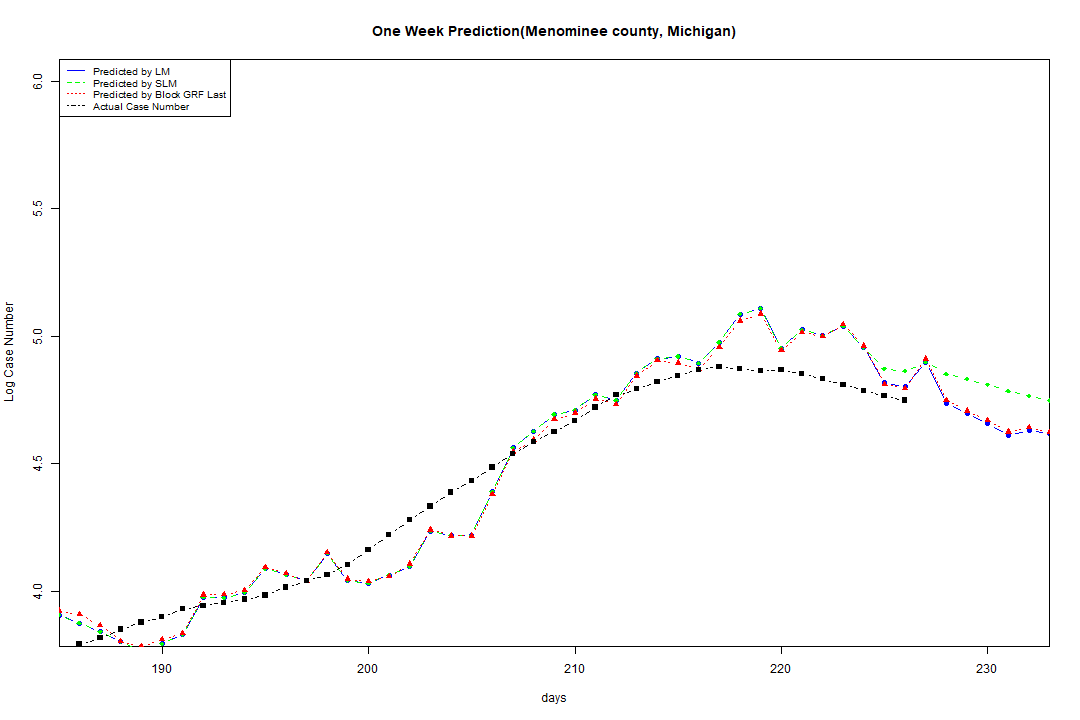 One Week Prediction(Menominee county, Michigan)
Predicted by LM
Predicted by SLM
Predicted by Block GRF Last
Actual Case Number
6.0
5.5
5.0
4.5
4.0
Log Case Number
190 200 210 220 230
days